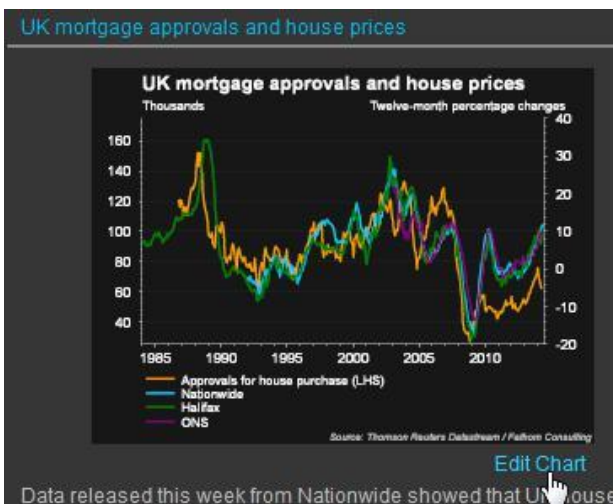 UK mortgage approvals and house prices
UK mortgage approvals and house prices
Thousands Twelve-month percentage changes
160
140
120
100
80
60
40
40
30
20
10
0
-10
-20
1985 1990 1995 2000 2005 2010
Approvals for house purchase (LHS)
Nationwide
Halifax
ONS
Source: Thomson Reuters Datastream / Fathom Consulting
Edit Chart
Data released this week from Nationwide showed that